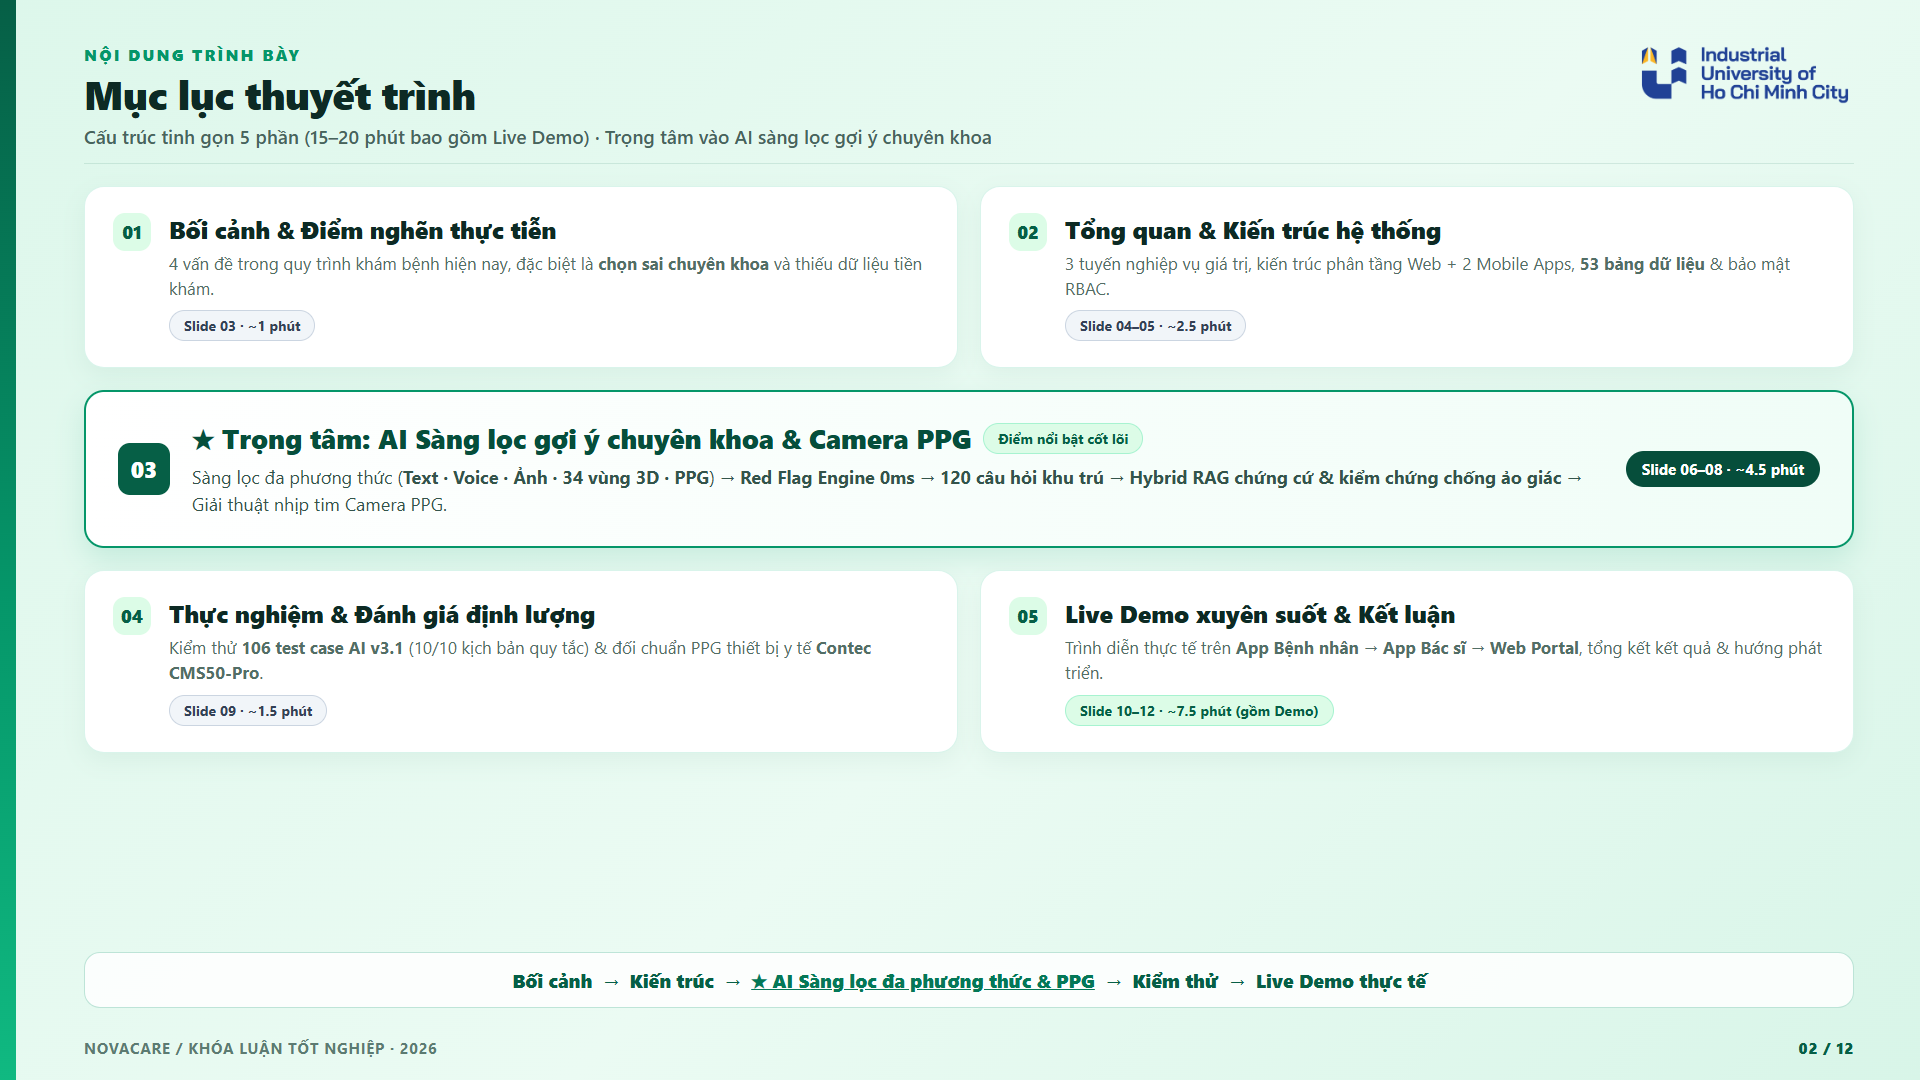 NỘI DUNG TRÌNH BÀY
Mục lục thuyết trình
Cấu trúc tinh gọn 5 phần (15–20 phút bao gồm Live Demo) · Trọng tâm vào AI sàng lọc gợi ý chuyên khoa
Industrial
University of
Ho Chi Minh City
01
Bối cảnh & Điểm nghẽn thực tiễn
4 vấn đề trong quy trình khám bệnh hiện nay, đặc biệt là chọn sai chuyên khoa và thiếu dữ liệu tiền
khám.
Slide 03 · ~1 phút
02
Tổng quan & Kiến trúc hệ thống
3 tuyến nghiệp vụ giá trị, kiến trúc phân tầng Web + 2 Mobile Apps, 53 bảng dữ liệu & bảo mật
RBAC.
Slide 04–05 · ~2.5 phút
03
★ Trọng tâm: AI Sàng lọc gợi ý chuyên khoa & Camera PPG
Điểm nổi bật cốt lõi
Sàng lọc đa phương thức (Text · Voice · Ảnh · 34 vùng 3D · PPG) → Red Flag Engine 0ms → 120 câu hỏi khu trú → Hybrid RAG chứng cứ & kiểm chứng chống ảo giác →
Giải thuật nhịp tim Camera PPG.
Slide 06–08 · ~4.5 phút
04
Thực nghiệm & Đánh giá định lượng
Kiểm thử 106 test case AI v3.1 (10/10 kịch bản quy tắc) & đối chuẩn PPG thiết bị y tế Contec
CMS50-Pro.
Slide 09 · ~1.5 phút
05
Live Demo xuyên suốt & Kết luận
Trình diễn thực tế trên App Bệnh nhân → App Bác sĩ → Web Portal, tổng kết kết quả & hướng phát
triển.
Slide 10–12 · ~7.5 phút (gồm Demo)
Bối cảnh → Kiến trúc → ★ AI Sàng lọc đa phương thức & PPG → Kiểm thử → Live Demo thực tế
NOVACARE / KHÓA LUẬN TỐT NGHIỆP · 2026
02 / 12